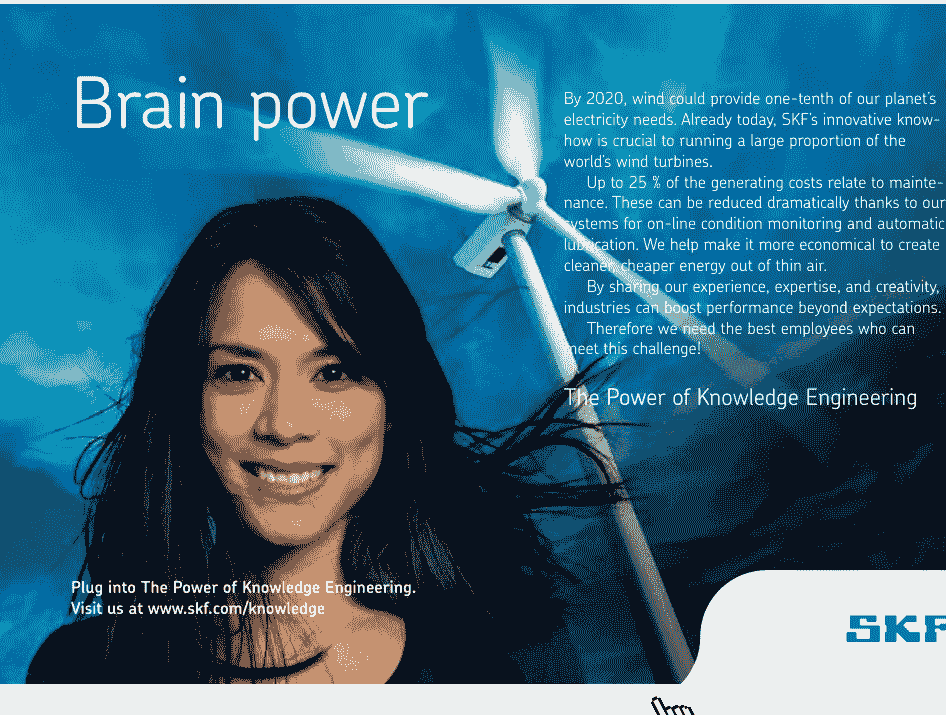 Brain power
By 2020, wind could provide one-tenth of our planet's
electricity needs. Already today, SKF's innovative know-
how is crucial to running a large proportion of the
world's wind turbines.
Up to 25 % of the generating costs relate to mainte-
nance. These can be reduced dramatically thanks to our
systems for on-line condition monitoring and automatic
lubrication. We help make it more economical to create
cleaner, cheaper energy out of thin air.
By sharing our experience, expertise, and creativity,
industries can boost performance beyond expectations.
Therefore we need the best employees who can
meet this challenge!
The Power of Knowledge Engineering
Plug into The Power of Knowledge Engineering.
Visit us at www.skf.com/knowledge
SKF